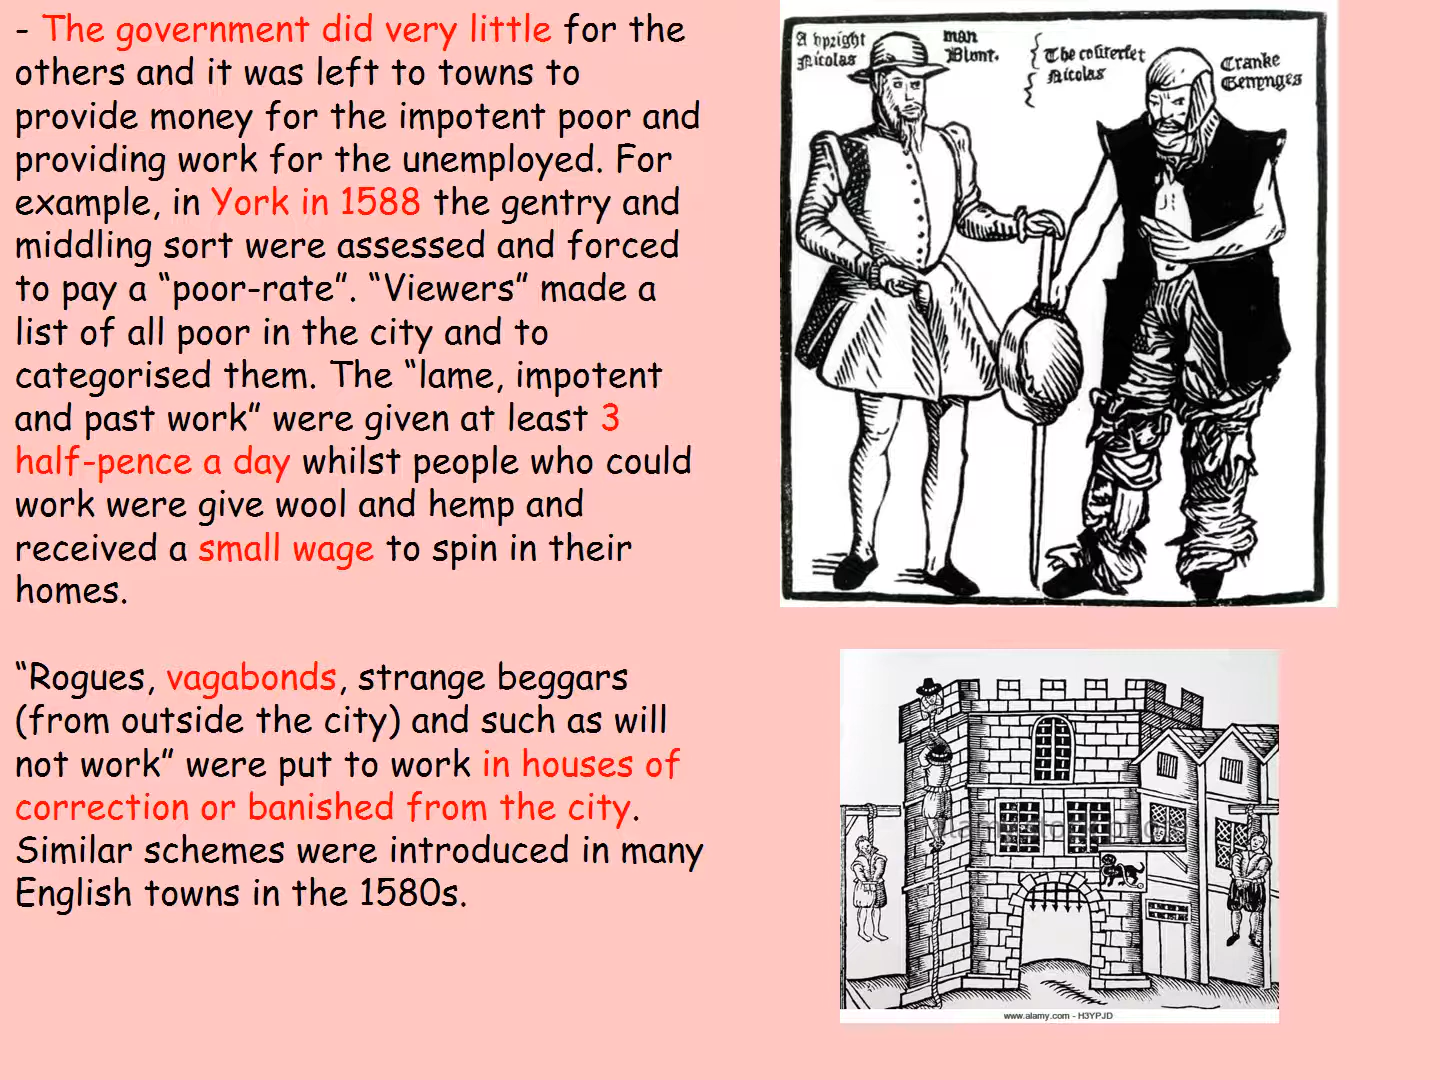 - The government did very little for the
others and it was left to towns to
provide money for the impotent poor and
providing work for the unemployed. For
example, in York in 1588 the gentry and
middling sort were assessed and forced
to pay a “poor-rate”. “Viewers” made a
list of all poor in the city and to
categorised them. The “lame, impotent
and past work” were given at least 3
half-pence a day whilst people who could
work were give wool and hemp and
received a small wage to spin in their
homes.
“Rogues, vagabonds, strange beggars
(from outside the city) and such as will
not work” were put to work in houses of
correction or banished from the city.
Similar schemes were introduced in many
English towns in the 1580s.
A vpright man
Nicolas Blunt.
The coūterfet Cranke
Nicolas Genynges
www.alamy.com - H3YPJD